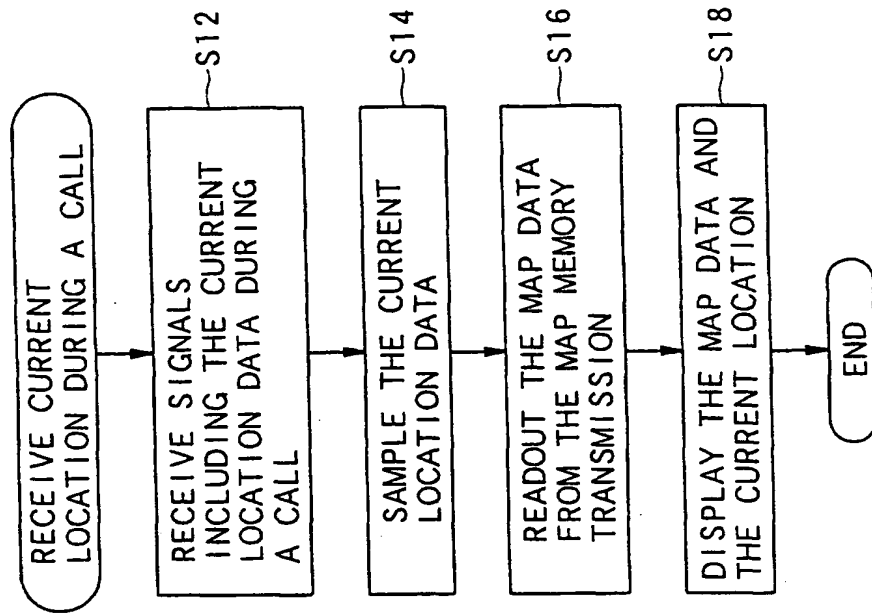 RECEIVE CURRENT
LOCATION DURING A CALL
RECEIVE SIGNALS
INCLUDING THE CURRENT
LOCATION DATA DURING
A CALL
S12
SAMPLE THE CURRENT
LOCATION DATA
S14
READOUT THE MAP DATA
FROM THE MAP MEMORY
TRANSMISSION
S16
DISPLAY THE MAP DATA AND
THE CURRENT LOCATION
S18
END